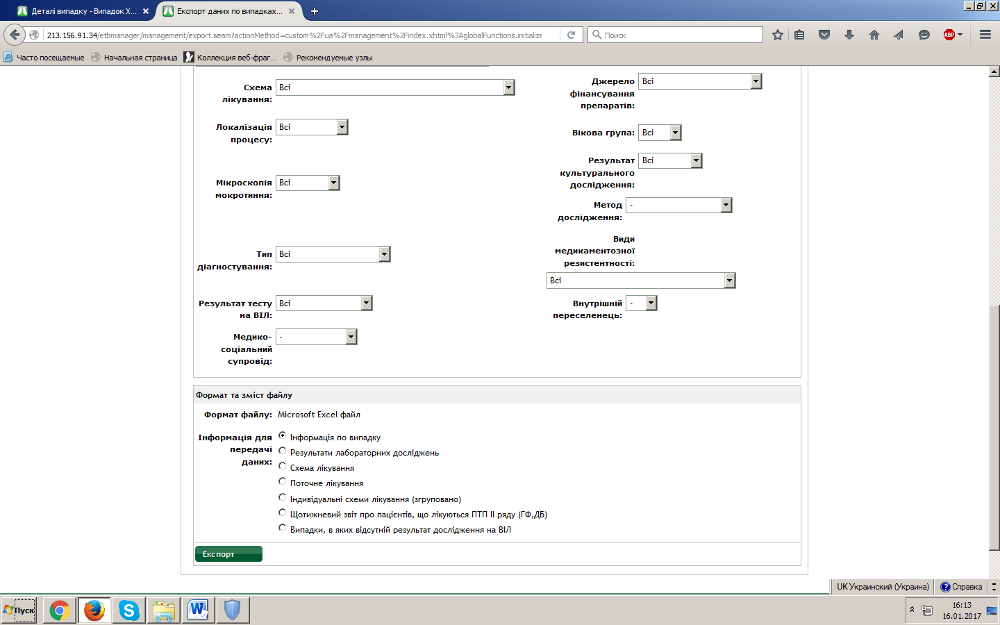 Деталі випадку - Випадок X...
Експорт даних по випадках...
213.156.91.34/etbmanager/management/export.seam?actionMethod=custom%2Fua%2Fmanagement%2Findex.xhtml%3AglobalFunctions.initialize
Поиск
ABP
Часто посещаемые
Начальная страница
Коллекция веб-фраг...
Рекомендуемые узлы
Схема лікування:
Всі
Джерело фінансування препаратів:
Всі
Локалізація процесу:
Всі
Вікова група:
Всі
Результат культурального дослідження:
Всі
Мікроскопія мокротиння:
Всі
Метод дослідження:
-
Тип діагностування:
Всі
Види медикаментозної резистентності:
Всі
Результат тесту на ВІЛ:
Всі
Внутрішній переселенець:
-
Медико-соціальний супровід:
-
Формат та зміст файлу
Формат файлу: Microsoft Excel файл
Інформація для передачі даних:
Інформація по випадку
Результати лабораторних досліджень
Схема лікування
Поточне лікування
Індивідуальні схеми лікування (згруповано)
Щотижневий звіт про пацієнтів, що лікуються ПТП II ряду (ГФ,ДБ)
Випадки, в яких відсутній результат дослідження на ВІЛ
Експорт
UK Украинский (Украина)
Справка
Пуск
16:13
16.01.2017